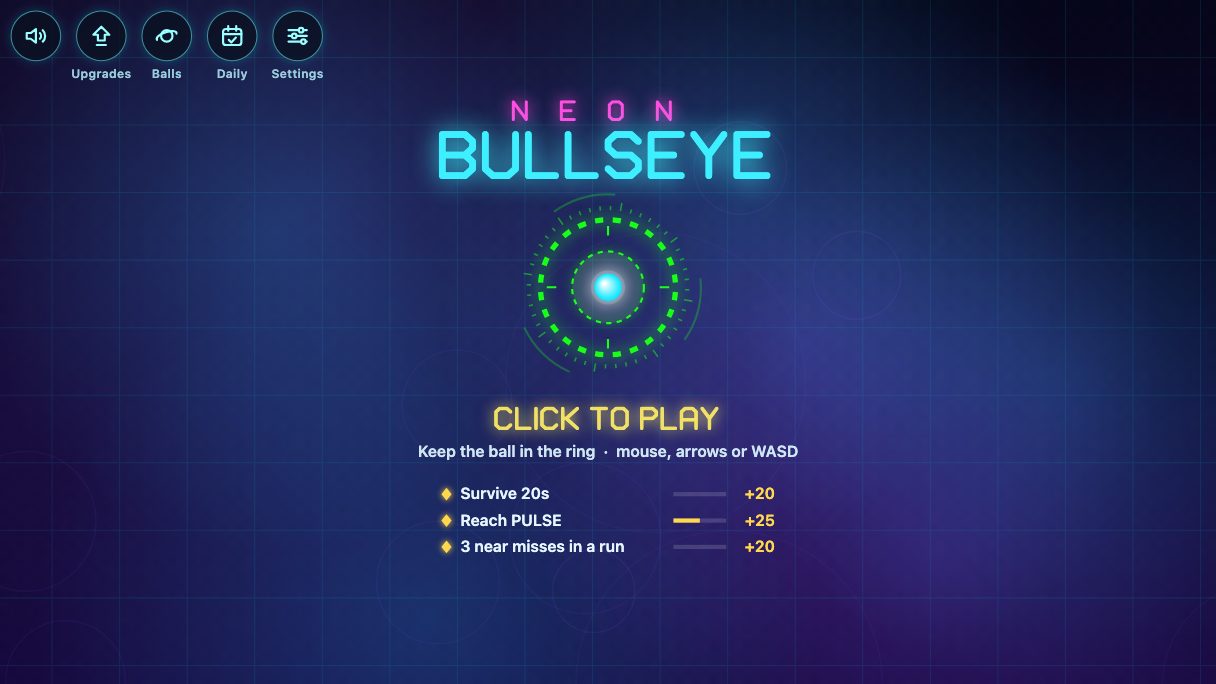 Upgrades
Balls
Daily
Settings
NEON
BULLSEYE
CLICK TO PLAY
Keep the ball in the ring · mouse, arrows or WASD
Survive 20s +20
Reach PULSE +25
3 near misses in a run +20